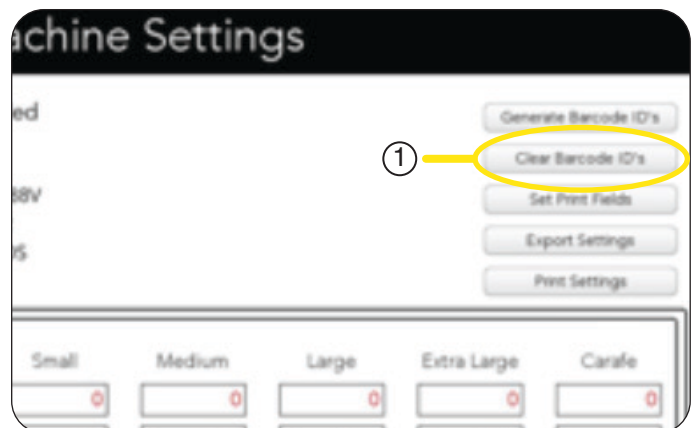 achine Settings
ed
Generate Barcode ID's
1
Clear Barcode ID's
88V
Set Print Fields
Export Settings
Print Settings
Small Medium Large Extra Large Carafe
0 0 0 0 0